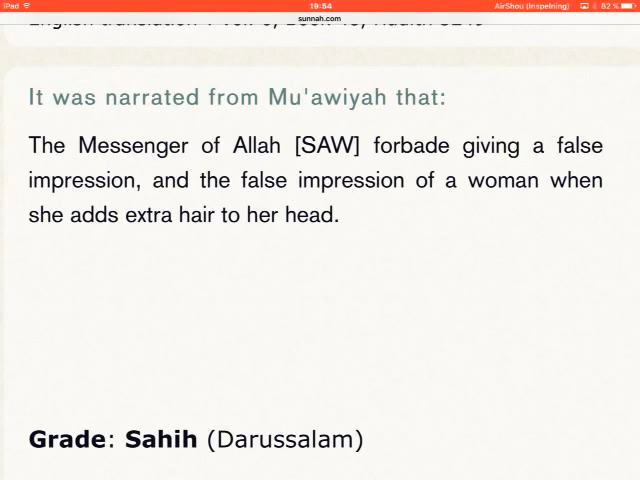 iPad 19:54 AirShou (Inspelning) 82 %
sunnah.com
It was narrated from Mu'awiyah that:
The Messenger of Allah [SAW] forbade giving a false
impression, and the false impression of a woman when
she adds extra hair to her head.
Grade: Sahih (Darussalam)